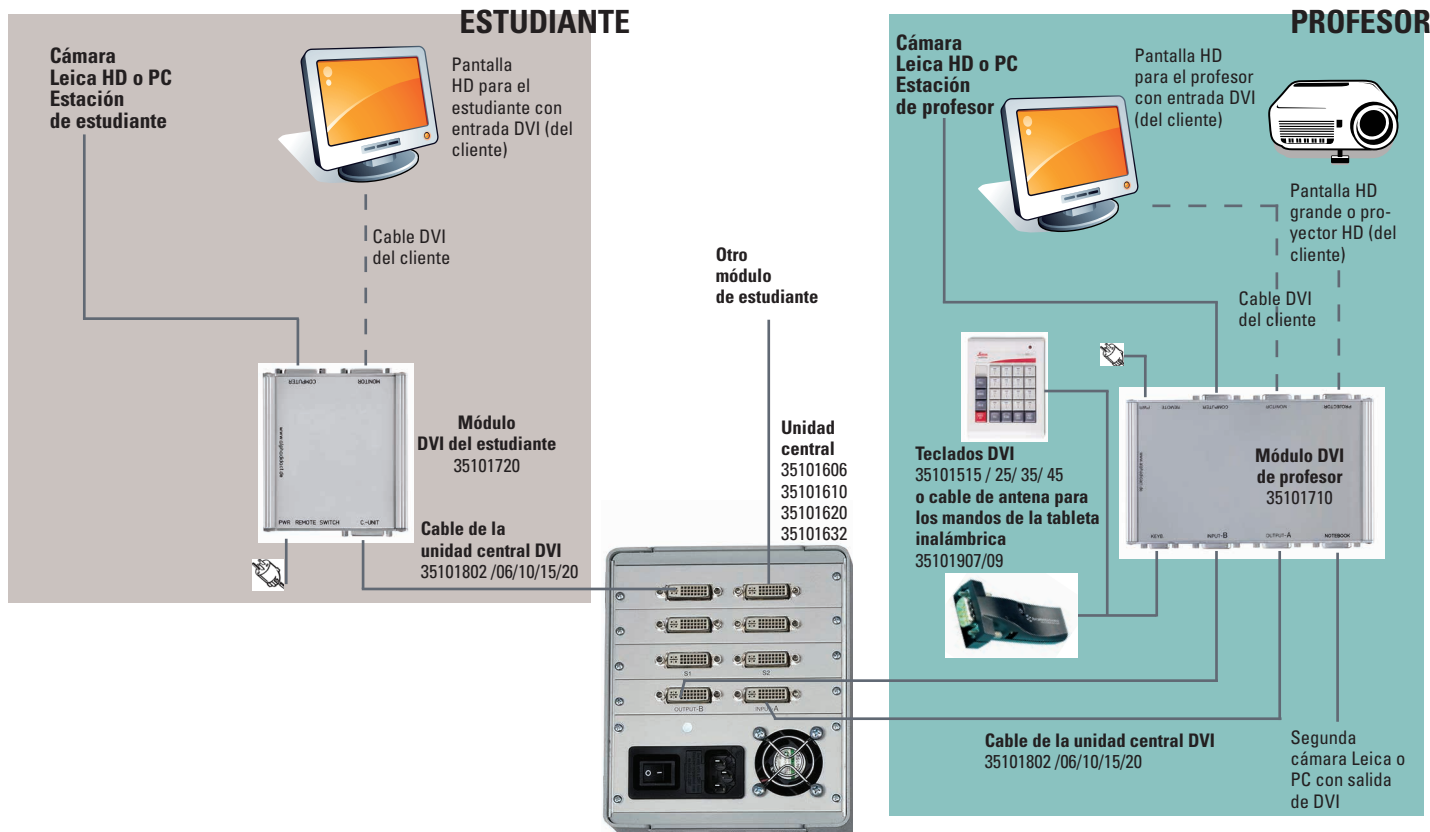 ESTUDIANTE
Cámara
Leica HD o PC
Estación
de estudiante
Pantalla
HD para el
estudiante con
entrada DVI (del
cliente)
Cable DVI
del cliente
COMPUTER
MONITOR
Módulo
DVI del estudiante
35101720
PWR REMOTE SWITCH C.-UNIT
Cable de la
unidad central DVI
35101802 /06/10/15/20
Otro
módulo
de estudiante
Unidad
central
35101606
35101610
35101620
35101632
S1
S2
OUTPUT-B
INPUT-A
PROFESOR
Cámara
Leica HD o PC
Estación
de profesor
Pantalla HD
para el profesor
con entrada DVI
(del cliente)
Pantalla HD
grande o pro-
yector HD (del
cliente)
Cable DVI
del cliente
Teclados DVI
35101515 / 25/ 35/ 45
o cable de antena para
los mandos de la tableta
inalámbrica
35101907/09
PWR
REMOTE
COMPUTER
MONITOR
PROJECTOR
Módulo DVI
de profesor
35101710
KEYB.
INPUT-B
OUTPUT-A
NOTEBOOK
Cable de la unidad central DVI
35101802 /06/10/15/20
Segunda
cámara Leica o
PC con salida
de DVI